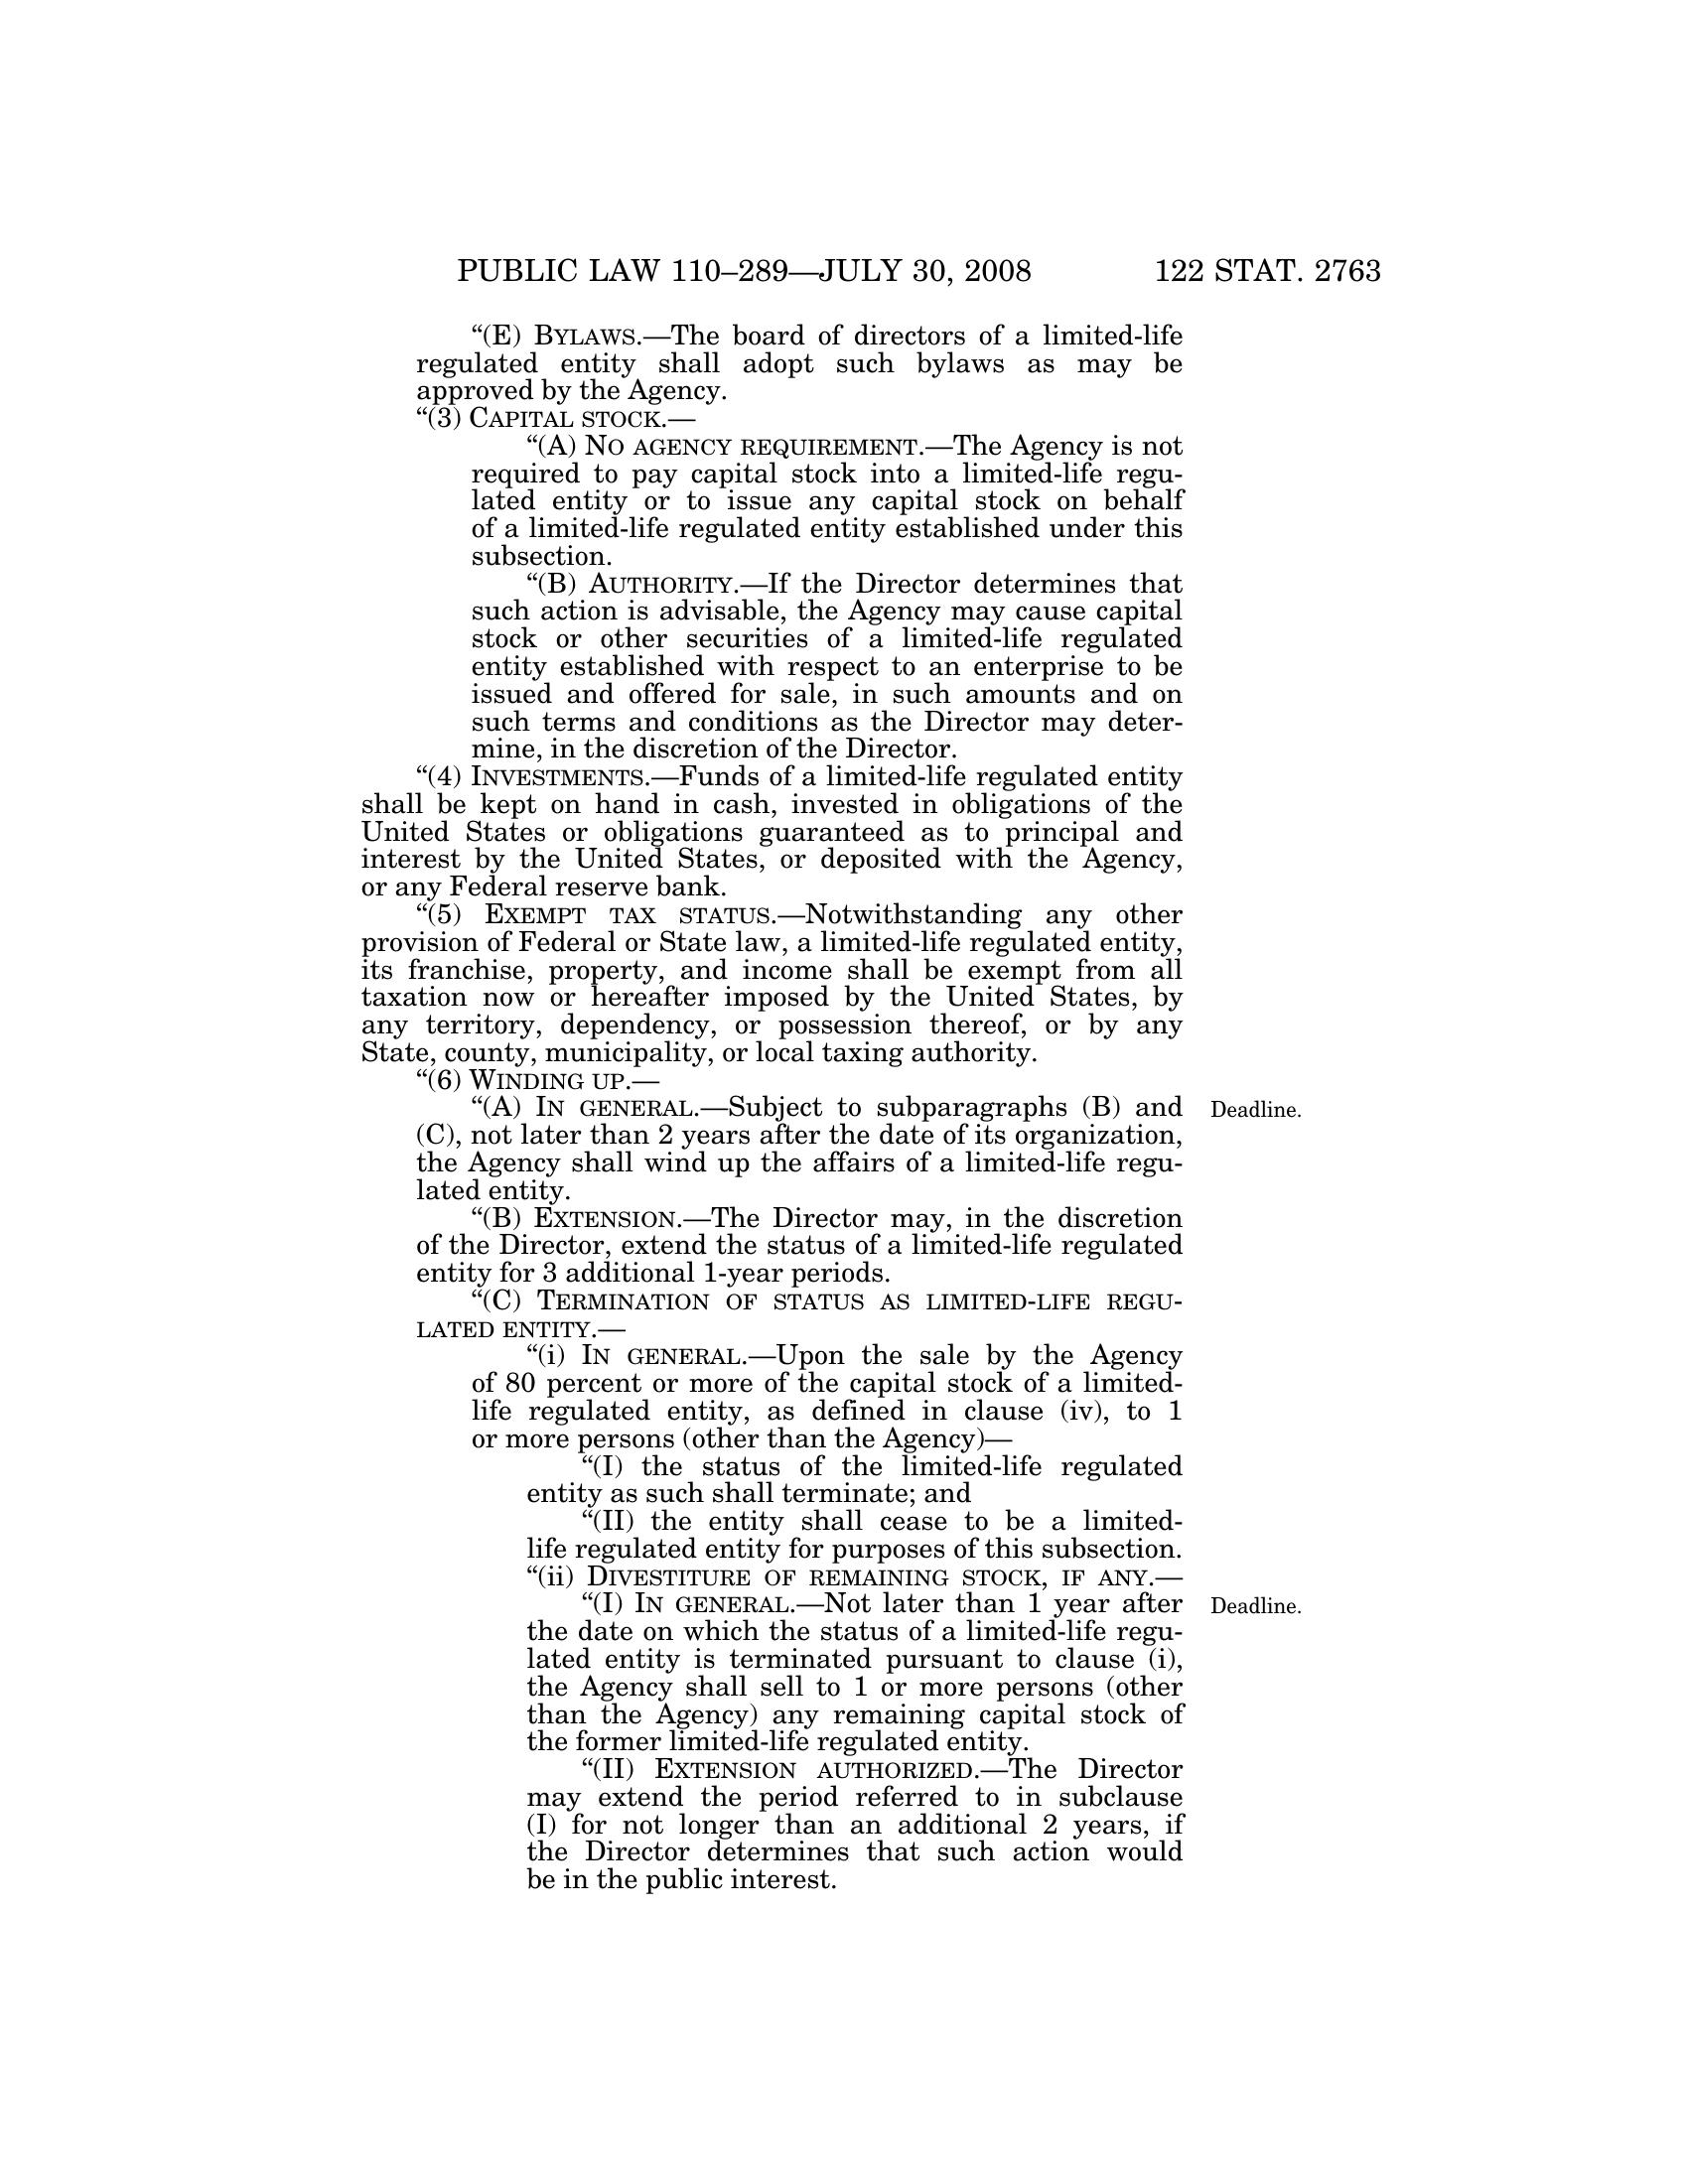 PUBLIC LAW 110–289—JULY 30, 2008 122 STAT. 2763
“(E) BYLAWS.—The board of directors of a limited-life
regulated entity shall adopt such bylaws as may be
approved by the Agency.
“(3) CAPITAL STOCK.—
“(A) NO AGENCY REQUIREMENT.—The Agency is not
required to pay capital stock into a limited-life regu-
lated entity or to issue any capital stock on behalf
of a limited-life regulated entity established under this
subsection.
“(B) AUTHORITY.—If the Director determines that
such action is advisable, the Agency may cause capital
stock or other securities of a limited-life regulated
entity established with respect to an enterprise to be
issued and offered for sale, in such amounts and on
such terms and conditions as the Director may deter-
mine, in the discretion of the Director.
“(4) INVESTMENTS.—Funds of a limited-life regulated entity
shall be kept on hand in cash, invested in obligations of the
United States or obligations guaranteed as to principal and
interest by the United States, or deposited with the Agency,
or any Federal reserve bank.
“(5) EXEMPT TAX STATUS.—Notwithstanding any other
provision of Federal or State law, a limited-life regulated entity,
its franchise, property, and income shall be exempt from all
taxation now or hereafter imposed by the United States, by
any territory, dependency, or possession thereof, or by any
State, county, municipality, or local taxing authority.
“(6) WINDING UP.—
“(A) IN GENERAL.—Subject to subparagraphs (B) and Deadline.
(C), not later than 2 years after the date of its organization,
the Agency shall wind up the affairs of a limited-life regu-
lated entity.
“(B) EXTENSION.—The Director may, in the discretion
of the Director, extend the status of a limited-life regulated
entity for 3 additional 1-year periods.
“(C) TERMINATION OF STATUS AS LIMITED-LIFE REGU-
LATED ENTITY.—
“(i) IN GENERAL.—Upon the sale by the Agency
of 80 percent or more of the capital stock of a limited-
life regulated entity, as defined in clause (iv), to 1
or more persons (other than the Agency)—
“(I) the status of the limited-life regulated
entity as such shall terminate; and
“(II) the entity shall cease to be a limited-
life regulated entity for purposes of this subsection.
“(ii) DIVESTITURE OF REMAINING STOCK, IF ANY.—
“(I) IN GENERAL.—Not later than 1 year after Deadline.
the date on which the status of a limited-life regu-
lated entity is terminated pursuant to clause (i),
the Agency shall sell to 1 or more persons (other
than the Agency) any remaining capital stock of
the former limited-life regulated entity.
“(II) EXTENSION AUTHORIZED.—The Director
may extend the period referred to in subclause
(I) for not longer than an additional 2 years, if
the Director determines that such action would
be in the public interest.